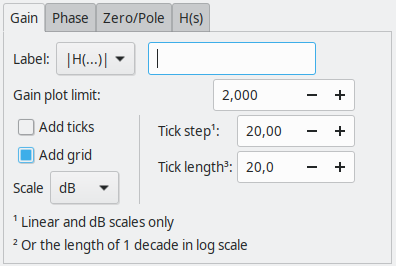 Gain Phase Zero/Pole H(s)
Label: |H(...)|
Gain plot limit: 2,000
Add ticks
Tick step¹: 20,00
Add grid
Tick length³: 20,0
Scale dB
¹ Linear and dB scales only
² Or the length of 1 decade in log scale